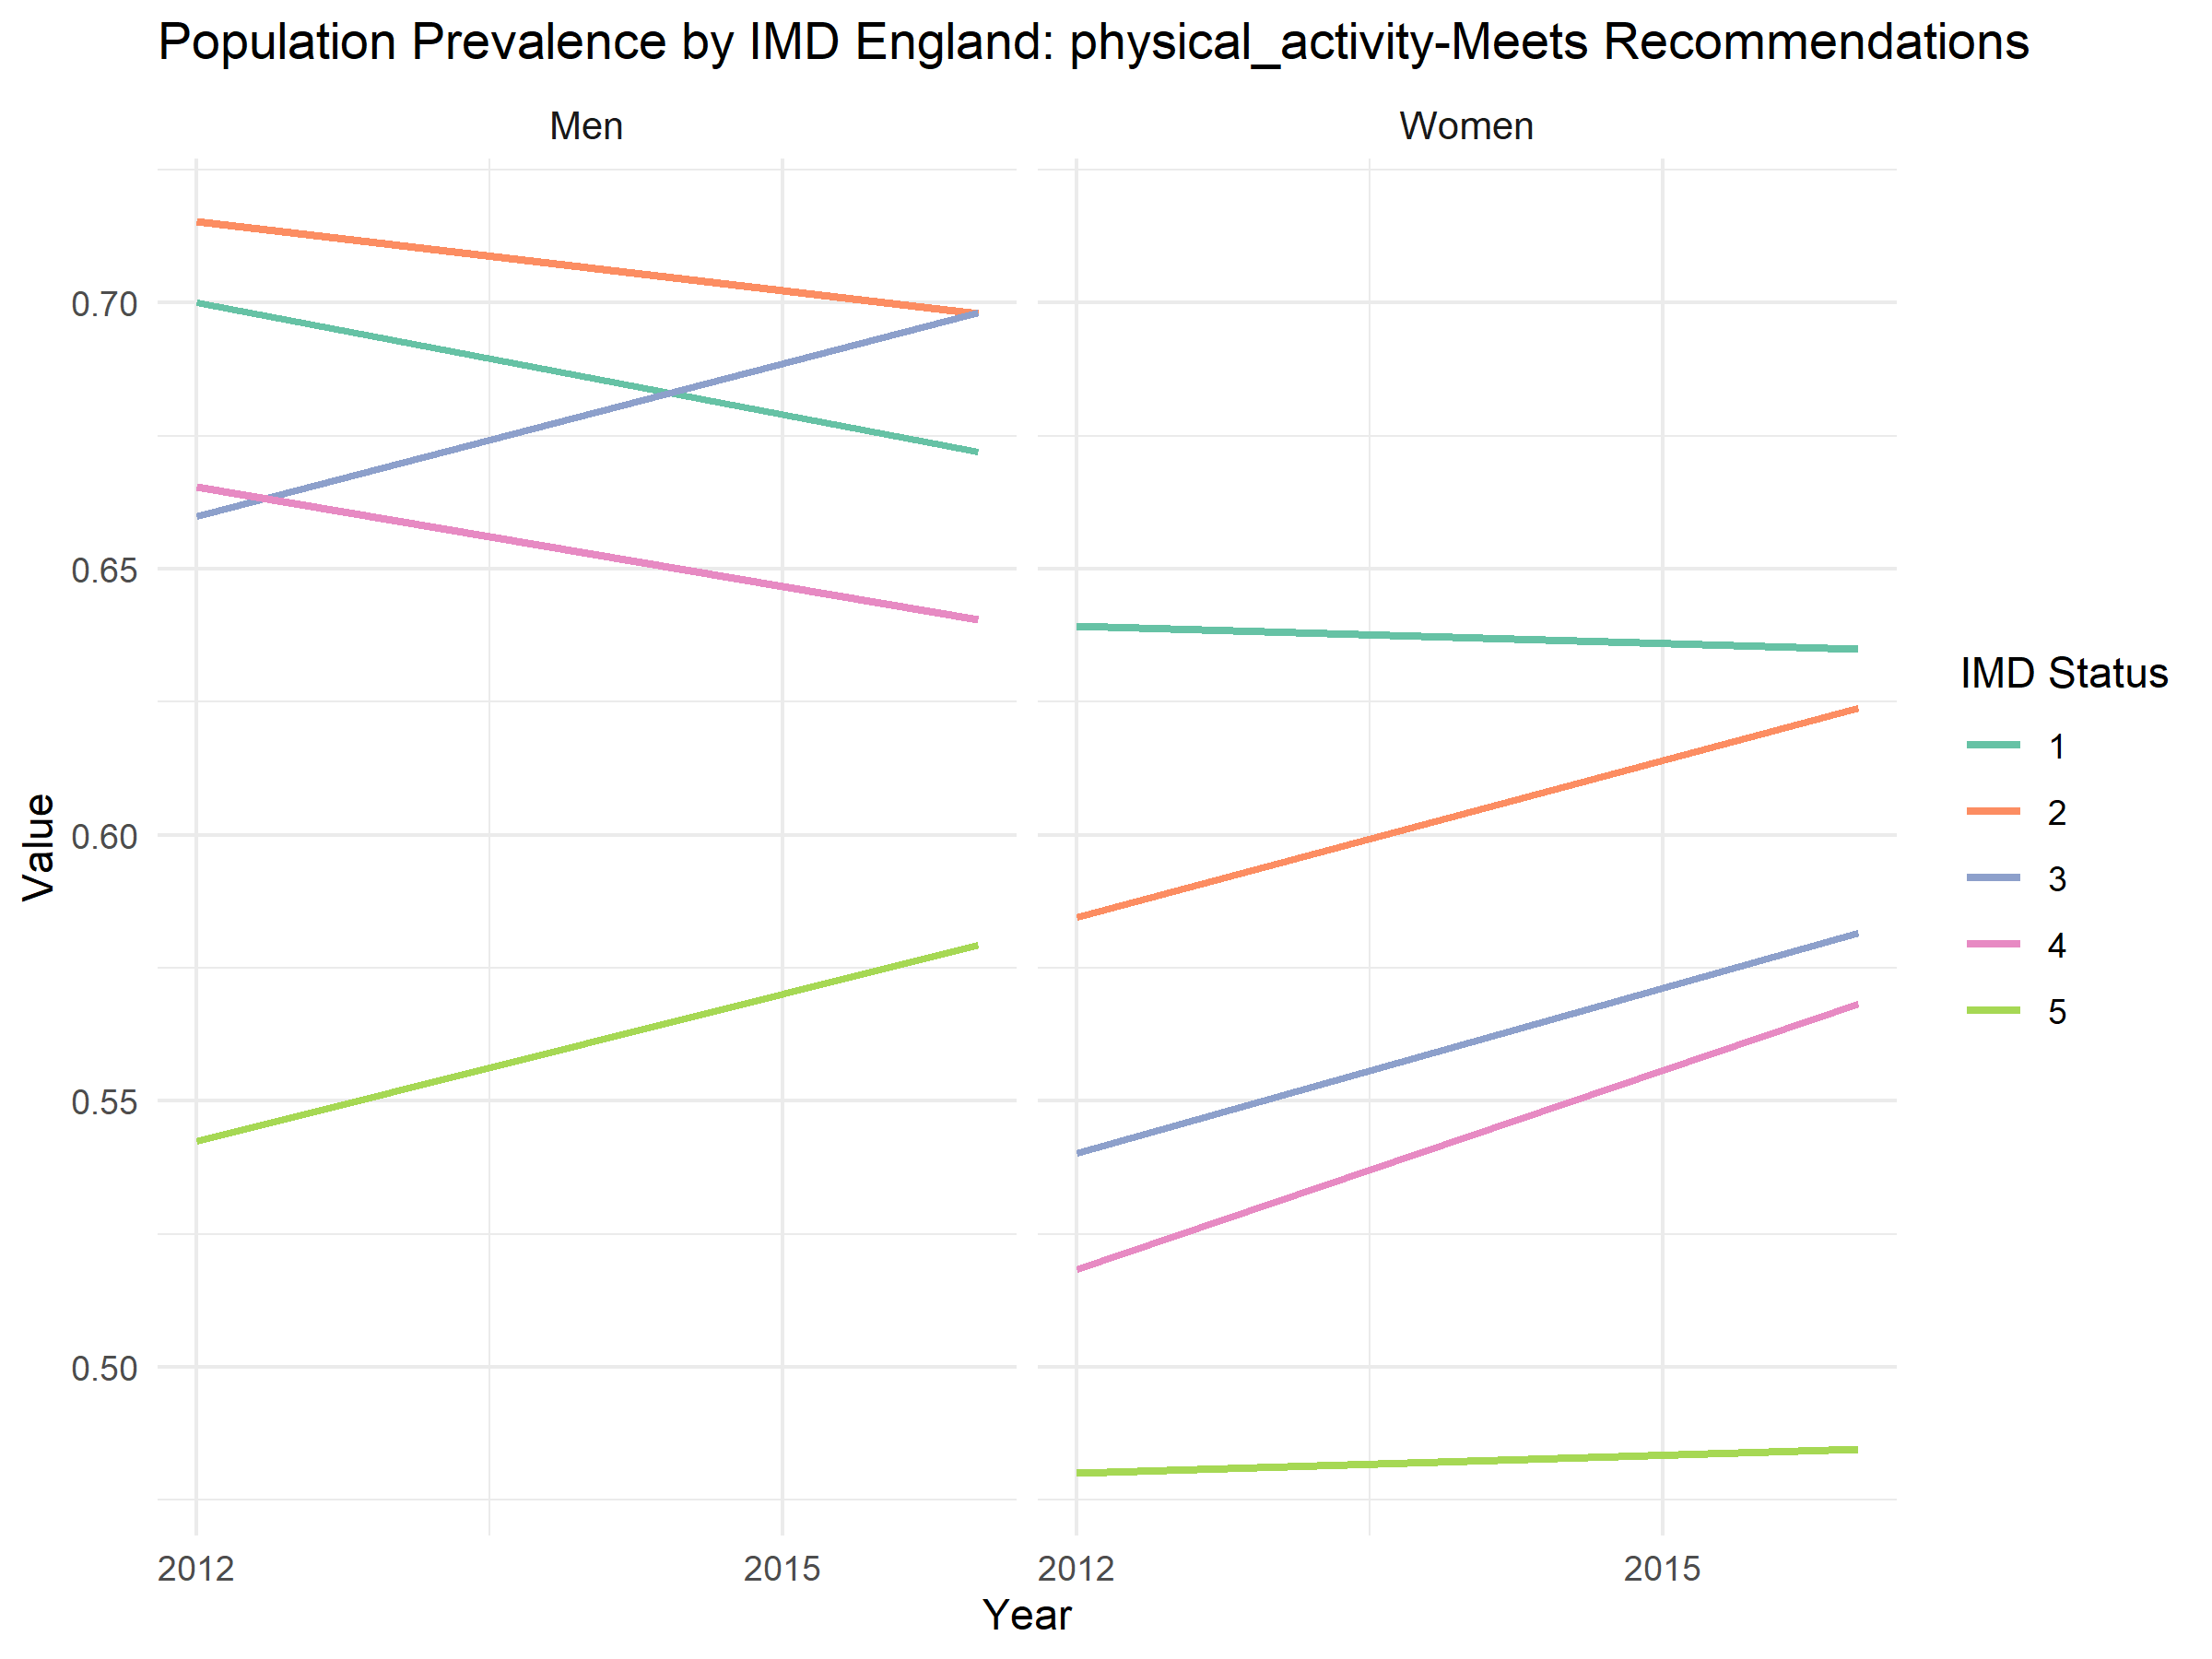 Population Prevalence by IMD England: physical_activity-Meets Recommendations
Men
Women
0.70
0.65
0.60
0.55
0.50
Value
2012
2015
2012
2015
Year
IMD Status
1
2
3
4
5